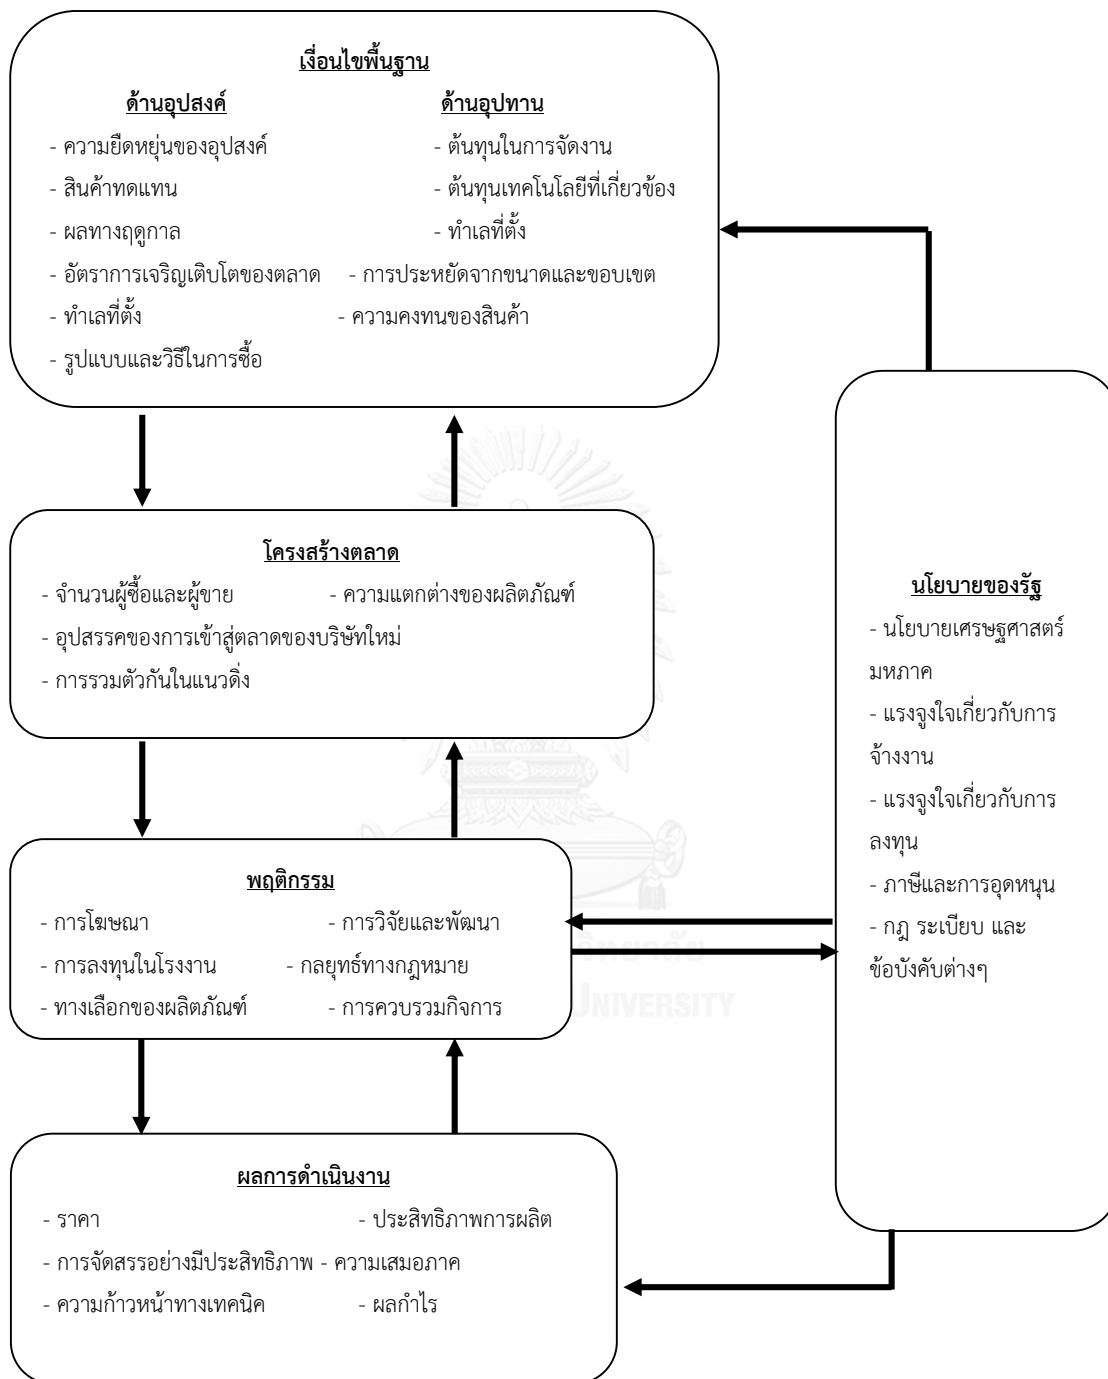 เงื่อนไขพื้นฐาน
ด้านอุปสงค์ ด้านอุปทาน
- ความยืดหยุ่นของอุปสงค์ - ต้นทุนในการจัดงาน
- สินค้าทดแทน - ต้นทุนเทคโนโลยีที่เกี่ยวข้อง
- ผลทางฤดูกาล - ทำเลที่ตั้ง
- อัตราการเจริญเติบโตของตลาด - การประหยัดจากขนาดและขอบเขต
- ทำเลที่ตั้ง - ความคงทนของสินค้า
- รูปแบบและวิธีในการซื้อ
โครงสร้างตลาด
- จำนวนผู้ซื้อและผู้ขาย - ความแตกต่างของผลิตภัณฑ์
- อุปสรรคของการเข้าสู่ตลาดของบริษัทใหม่
- การรวมตัวกันในแนวดิ่ง
พฤติกรรม
- การโฆษณา - การวิจัยและพัฒนา
- การลงทุนในโรงงาน - กลยุทธ์ทางกฎหมาย
- ทางเลือกของผลิตภัณฑ์ - การควบรวมกิจการ
ผลการดำเนินงาน
- ราคา - ประสิทธิภาพการผลิต
- การจัดสรรอย่างมีประสิทธิภาพ - ความเสมอภาค
- ความก้าวหน้าทางเทคนิค - ผลกำไร
นโยบายของรัฐ
- นโยบายเศรษฐศาสตร์
มหภาค
- แรงจูงใจเกี่ยวกับการ
จ้างงาน
- แรงจูงใจเกี่ยวกับการ
ลงทุน
- ภาษีและการอุดหนุน
- กฎ ระเบียบ และ
ข้อบังคับต่างๆ
UNIVERSITY